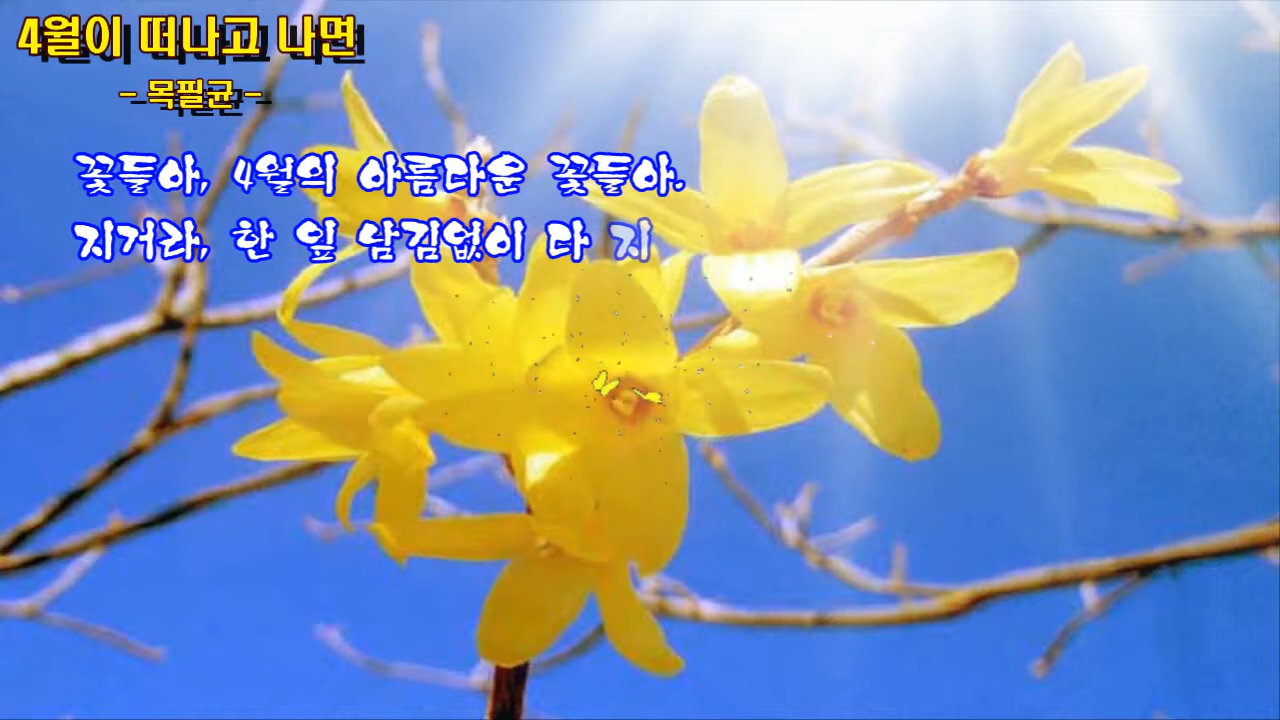 4월이 떠나고 나면
- 목필균 -
꽃들아, 4월의 아름다운 꽃들아.
지거라, 한 잎 남김없이 다 지